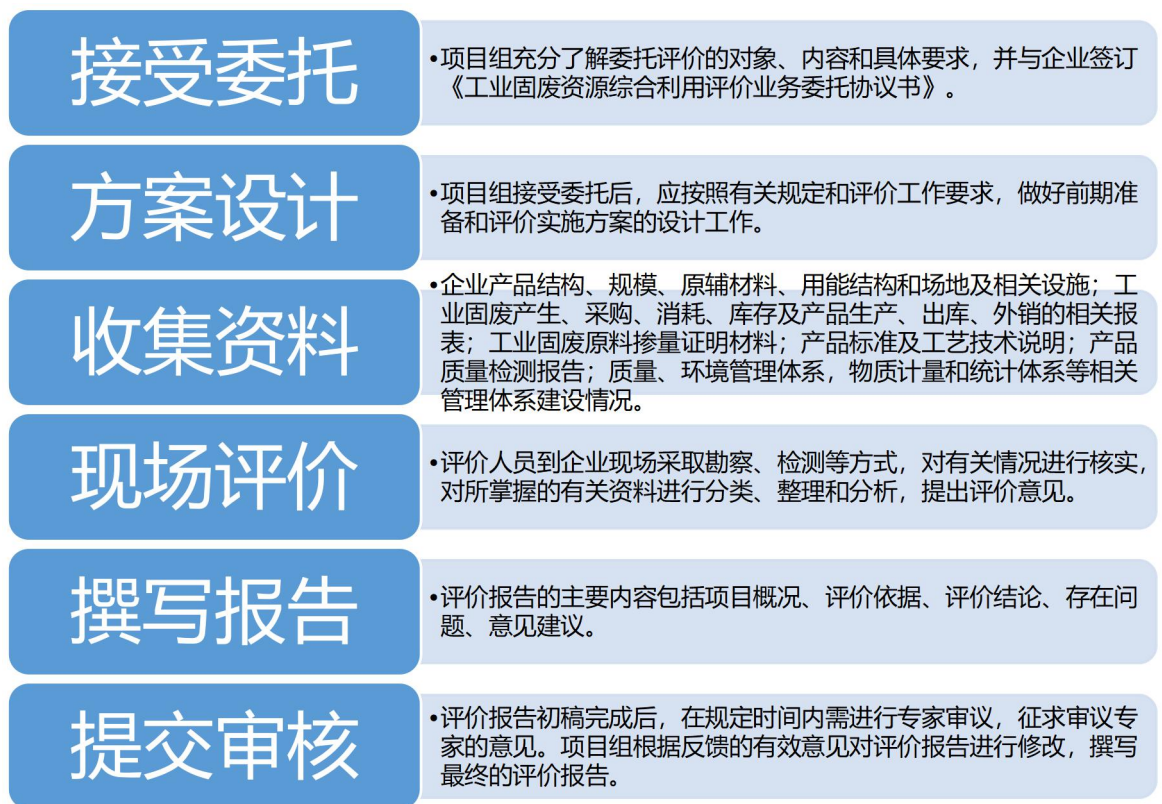 接受委托
•项目组充分了解委托评价的对象、内容和具体要求，并与企业签订
《工业固废资源综合利用评价业务委托协议书》。
方案设计
•项目组接受委托后，应按照有关规定和评价工作要求，做好前期准
备和评价实施方案的设计工作。
收集资料
•企业产品结构、规模、原辅材料、用能结构和场地及相关设施；工
业固废产生、采购、消耗、库存及产品生产、出库、外销的相关报
表；工业固废原料掺量证明材料；产品标准及工艺技术说明；产品
质量检测报告；质量、环境管理体系，物质计量和统计体系等相关
管理体系建设情况。
现场评价
•评价人员到企业现场采取勘察、检测等方式，对有关情况进行核实，
对所掌握的有关资料进行分类、整理和分析，提出评价意见。
撰写报告
•评价报告的主要内容包括项目概况、评价依据、评价结论、存在问
题、意见建议。
提交审核
•评价报告初稿完成后，在规定时间内需进行专家审议，征求审议专
家的意见。项目组根据反馈的有效意见对评价报告进行修改，撰写
最终的评价报告。